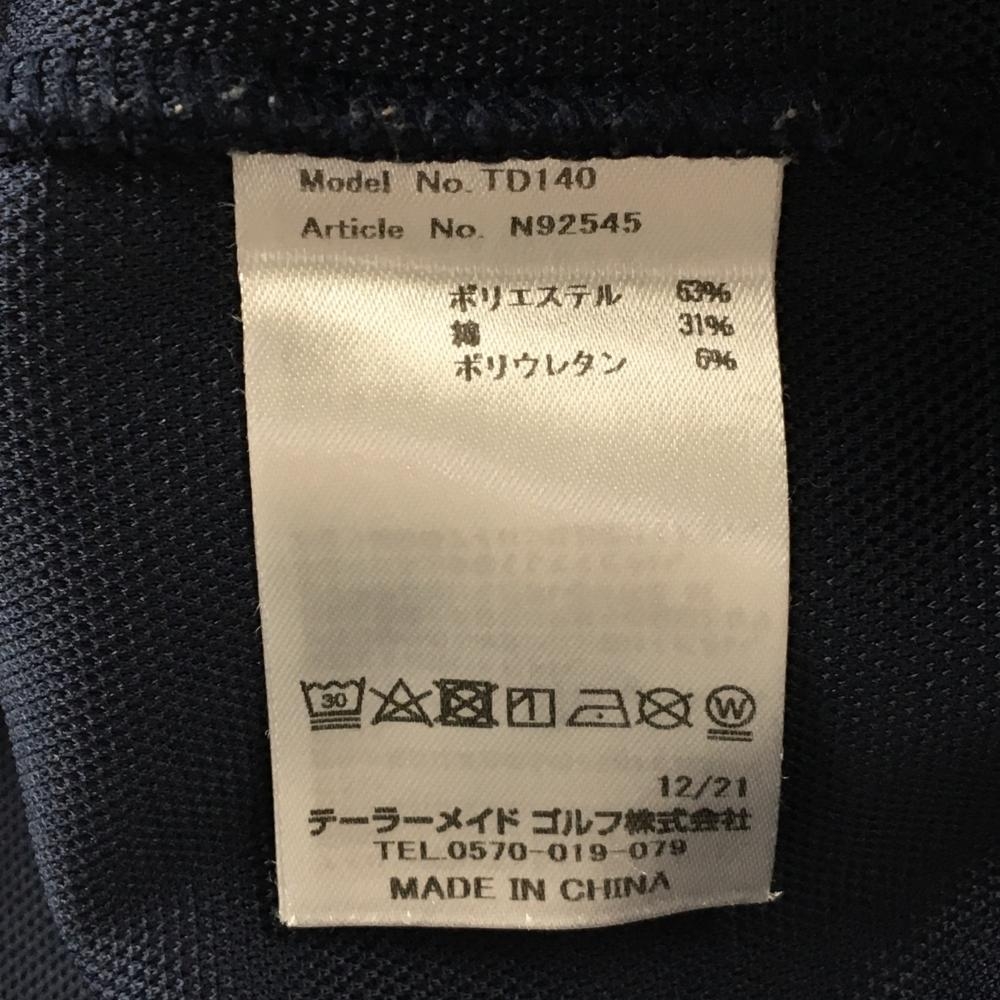 Model No. TD140
Article No. N92545
ポリエステル 63%
綿 31%
ポリウレタン 6%
30 1 W
12/21
テーラーメイド ゴルフ株式会社
TEL.0570-019-079
MADE IN CHINA